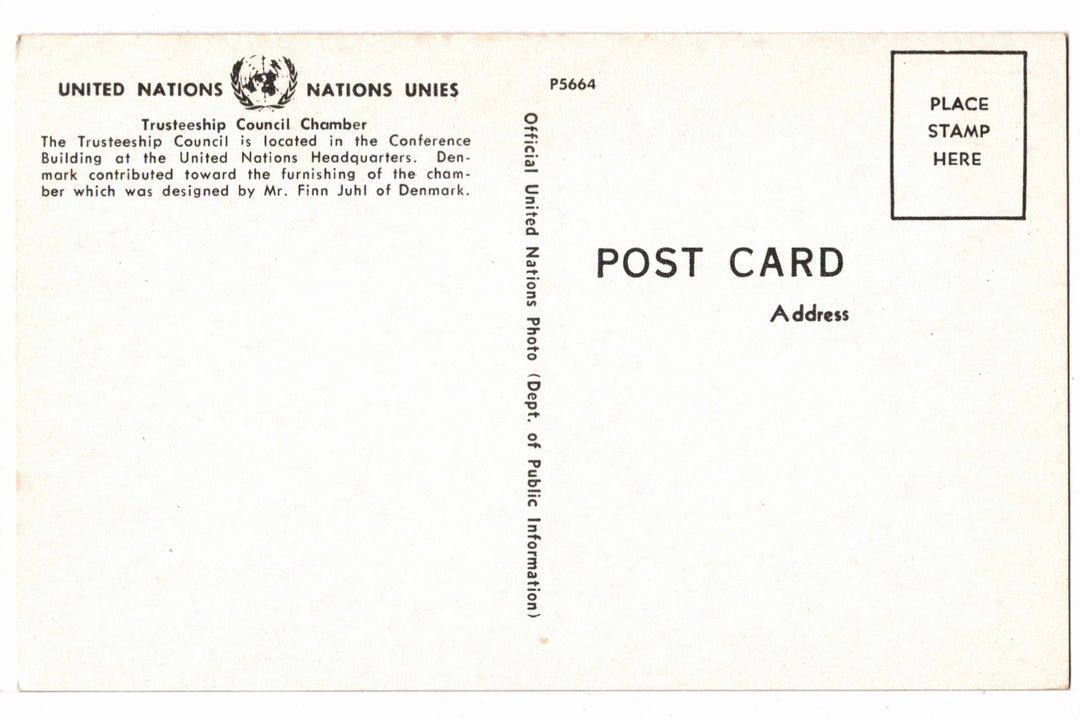 UNITED NATIONS NATIONS UNIES
Trusteeship Council Chamber
The Trusteeship Council is located in the Conference
Building at the United Nations Headquarters. Den-
mark contributed toward the furnishing of the cham-
ber which was designed by Mr. Finn Juhl of Denmark.
P5664
Official United Nations Photo (Dept. of Public Information)
PLACE
STAMP
HERE
POST CARD
Address